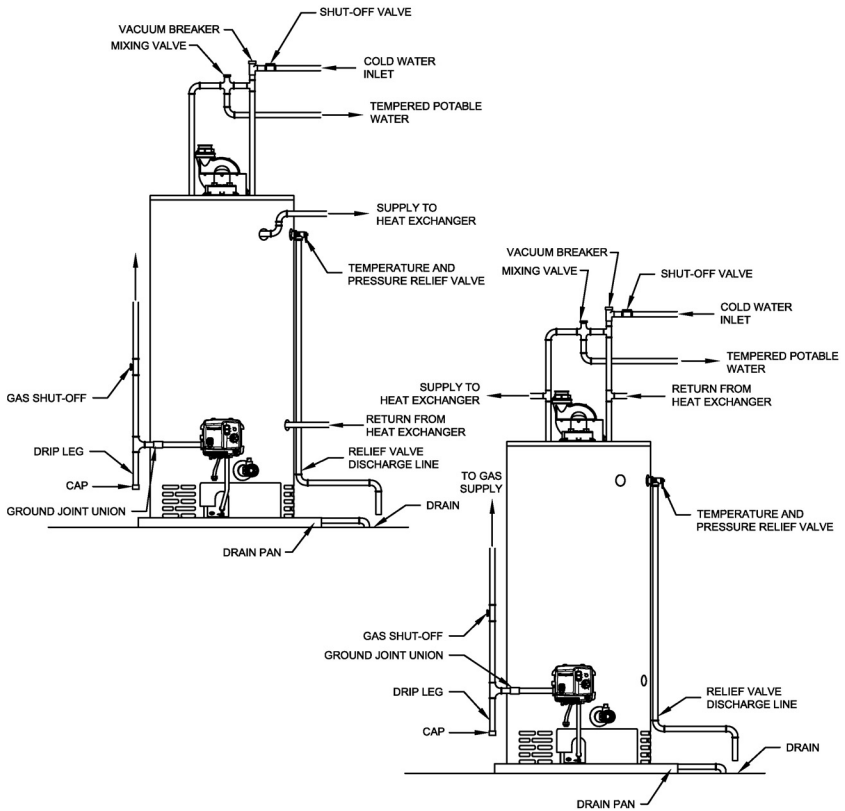 SHUT-OFF VALVE
VACUUM BREAKER
MIXING VALVE
COLD WATER
INLET
TEMPERED POTABLE
WATER
SUPPLY TO
HEAT EXCHANGER
TEMPERATURE AND
PRESSURE RELIEF VALVE
GAS SHUT-OFF
RETURN FROM
HEAT EXCHANGER
DRIP LEG
RELIEF VALVE
DISCHARGE LINE
CAP
GROUND JOINT UNION
DRAIN
DRAIN PAN
VACUUM BREAKER
MIXING VALVE
SHUT-OFF VALVE
COLD WATER
INLET
TEMPERED POTABLE
WATER
SUPPLY TO
HEAT EXCHANGER
RETURN FROM
HEAT EXCHANGER
TO GAS
SUPPLY
TEMPERATURE AND
PRESSURE RELIEF VALVE
GAS SHUT-OFF
GROUND JOINT UNION
DRIP LEG
RELIEF VALVE
DISCHARGE LINE
CAP
DRAIN
DRAIN PAN